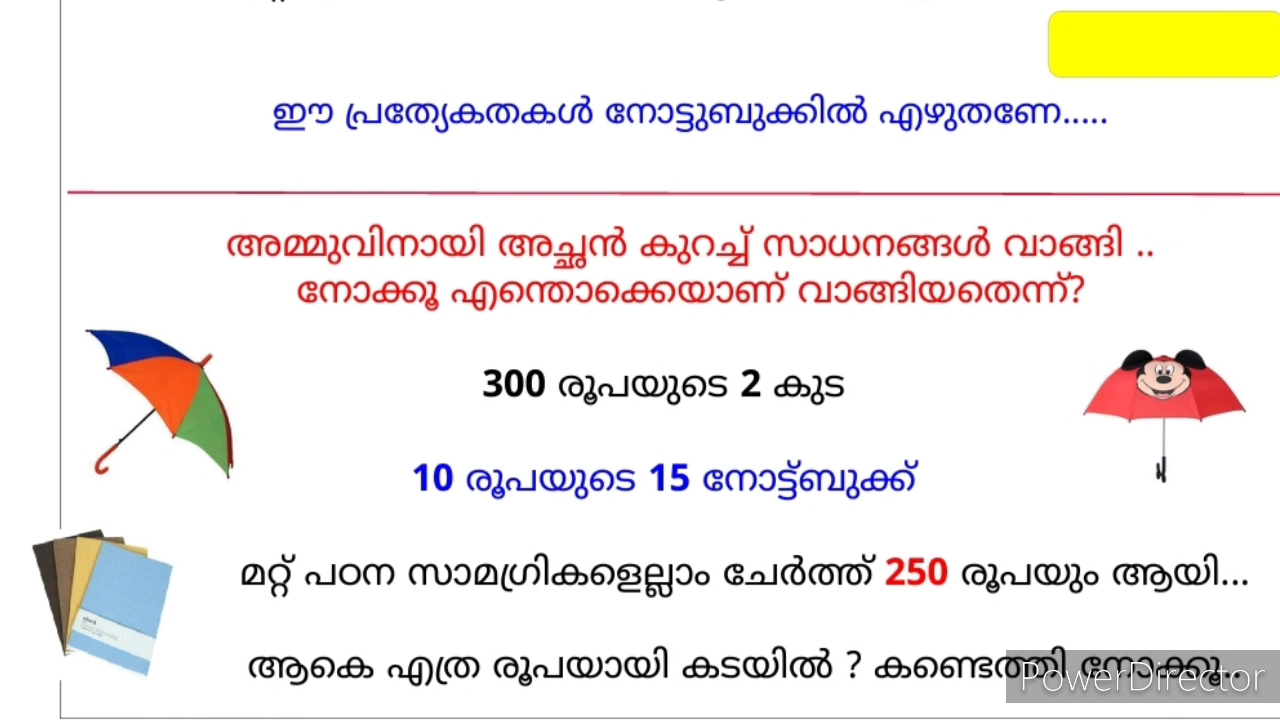 ഈ പ്രത്യേകതകൾ നോട്ടുബുക്കിൽ എഴുതണേ.....
അമ്മുവിനായി അച്ഛൻ കുറച്ച് സാധനങ്ങൾ വാങ്ങി ..
നോക്കൂ എന്തൊക്കെയാണ് വാങ്ങിയതെന്ന്?
300 രൂപയുടെ 2 കുട
10 രൂപയുടെ 15 നോട്ട്ബുക്ക്
മറ്റ് പഠന സാമഗ്രികളെല്ലാം ചേർത്ത് 250 രൂപയും ആയി...
ആകെ എത്ര രൂപയായി കടയിൽ ? കണ്ടെത്തി നോക്കൂ..
PowerDirector